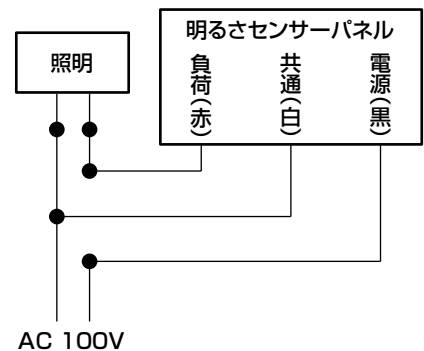 明るさセンサーパネル
照明
負荷(赤)
共通(白)
電源(黒)
AC 100V